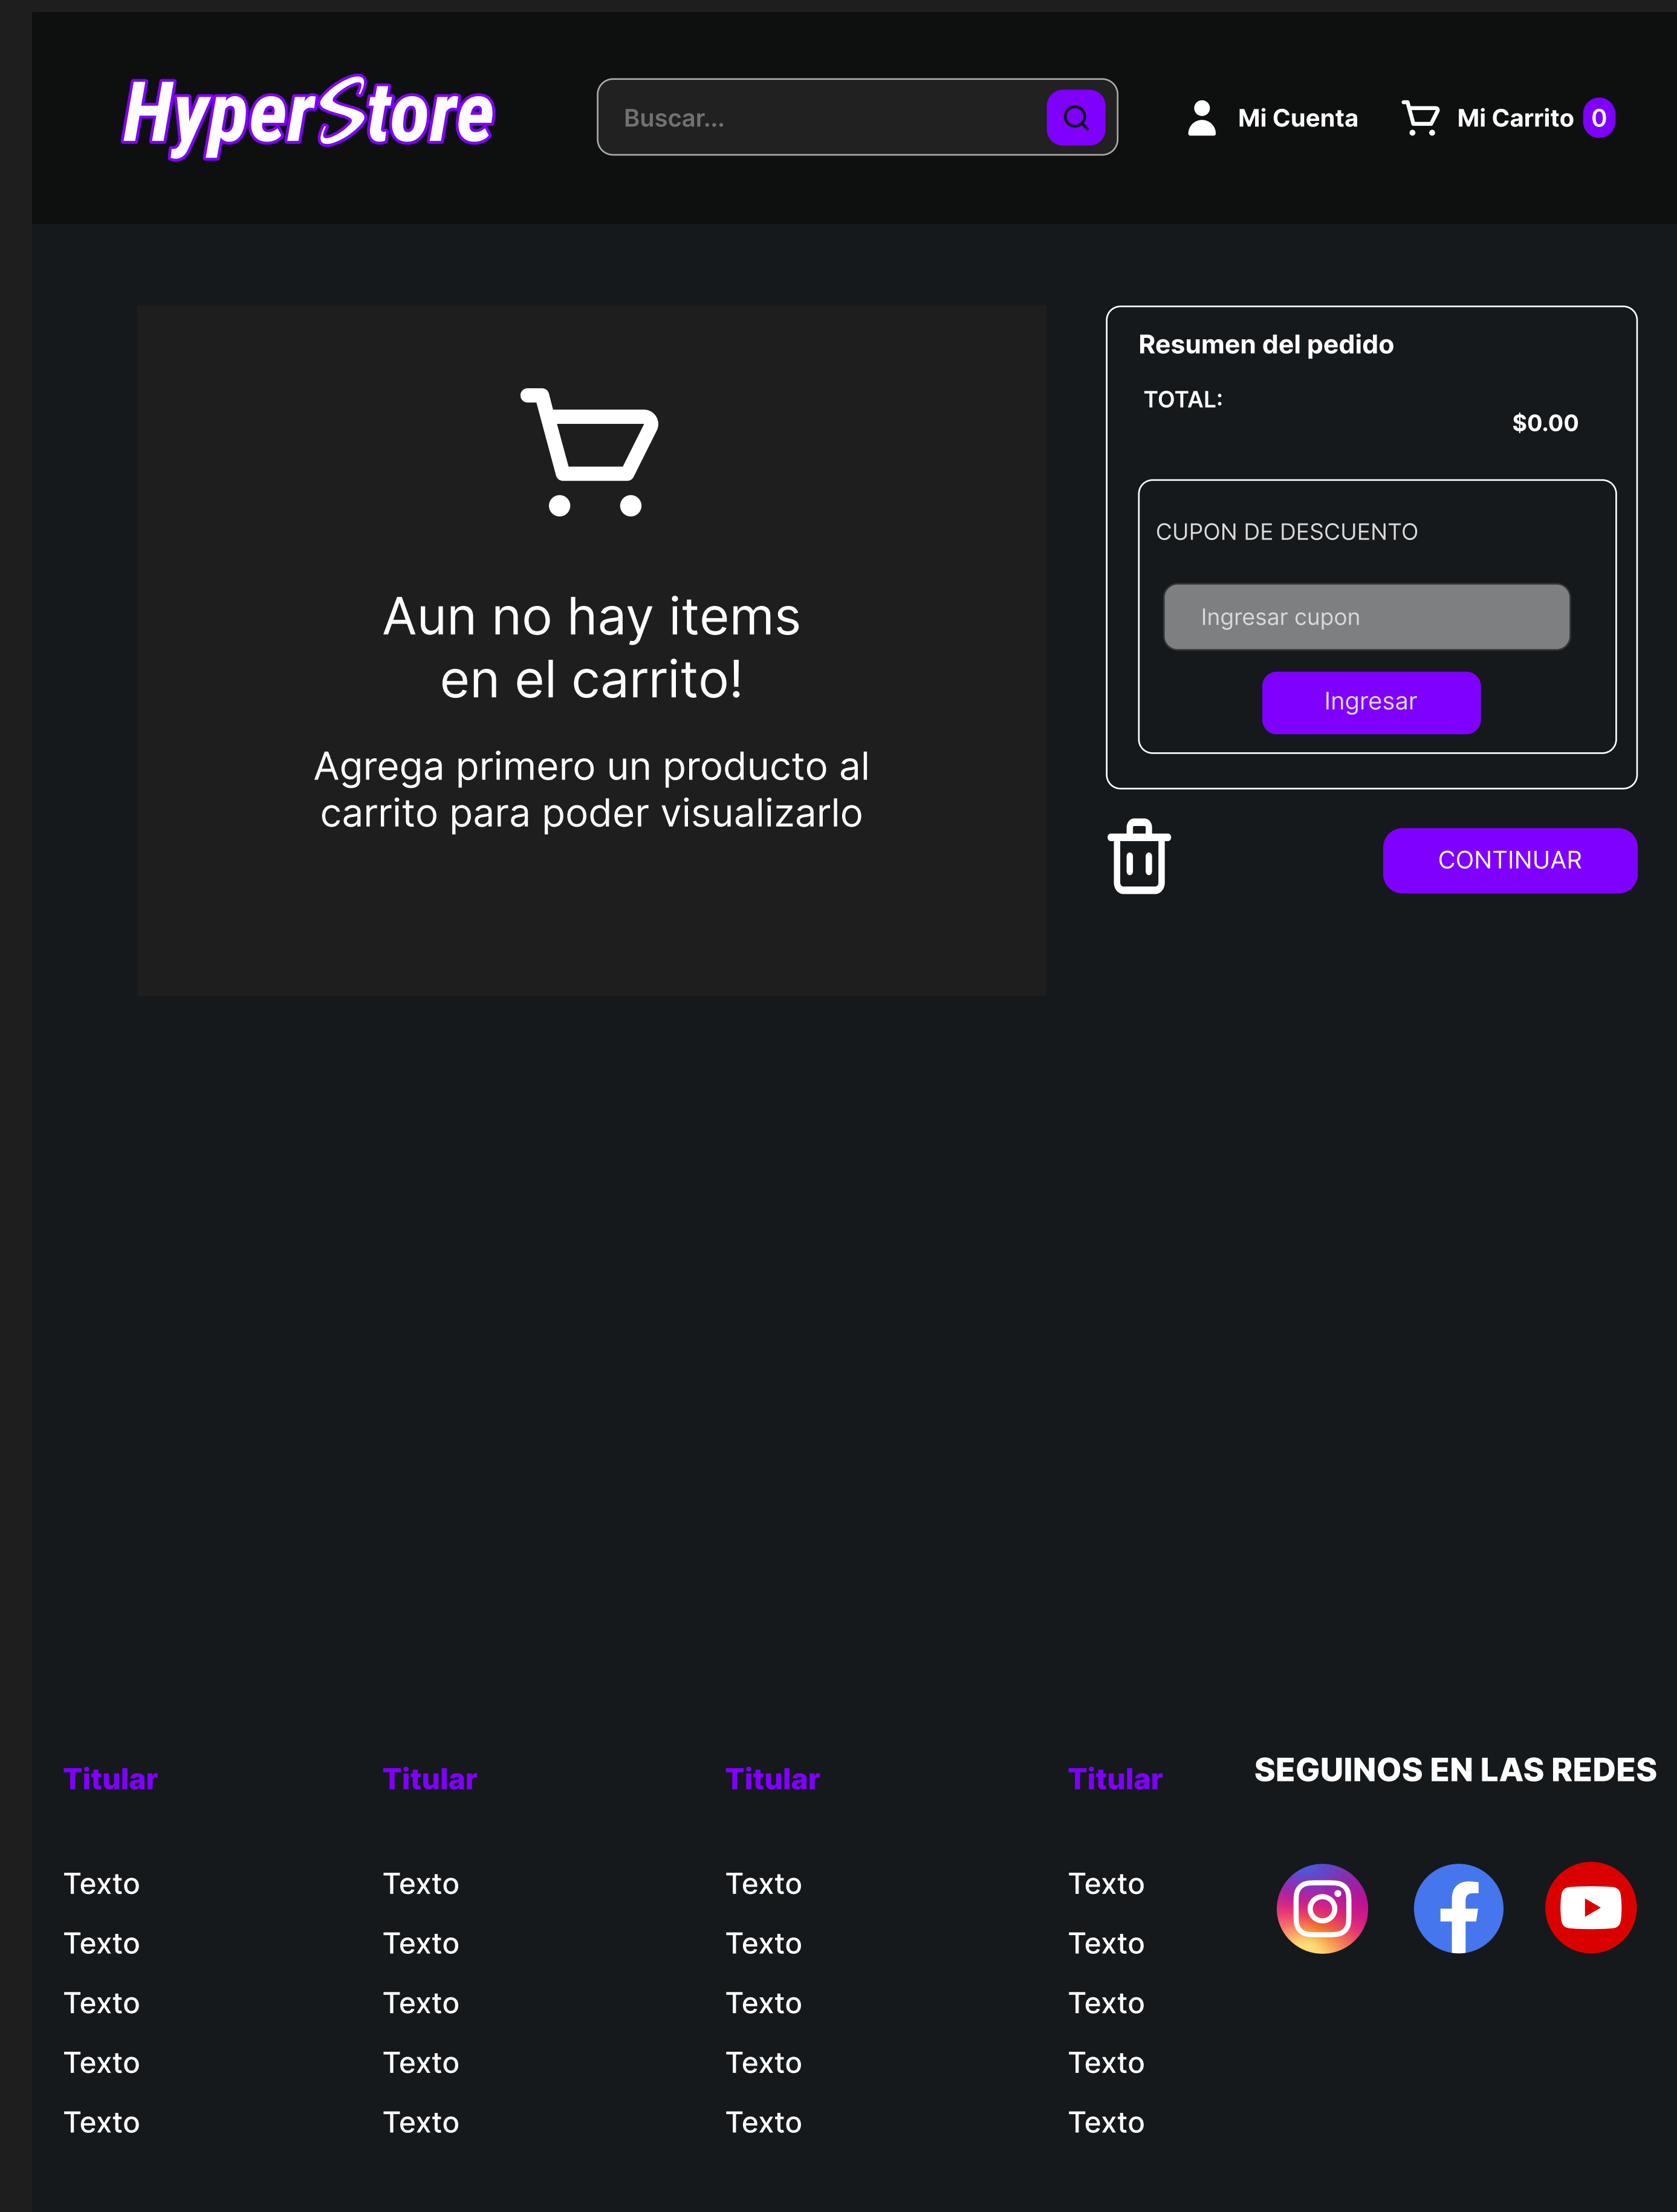 HyperStore
Buscar...
Mi Cuenta
Mi Carrito 0
Aun no hay items
en el carrito!
Agrega primero un producto al
carrito para poder visualizarlo
Resumen del pedido
TOTAL:
$0.00
CUPON DE DESCUENTO
Ingresar cupon
Ingresar
CONTINUAR
Titular
Texto
Texto
Texto
Texto
Texto
Titular
Texto
Texto
Texto
Texto
Texto
Titular
Texto
Texto
Texto
Texto
Texto
Titular
Texto
Texto
Texto
Texto
Texto
SEGUINOS EN LAS REDES